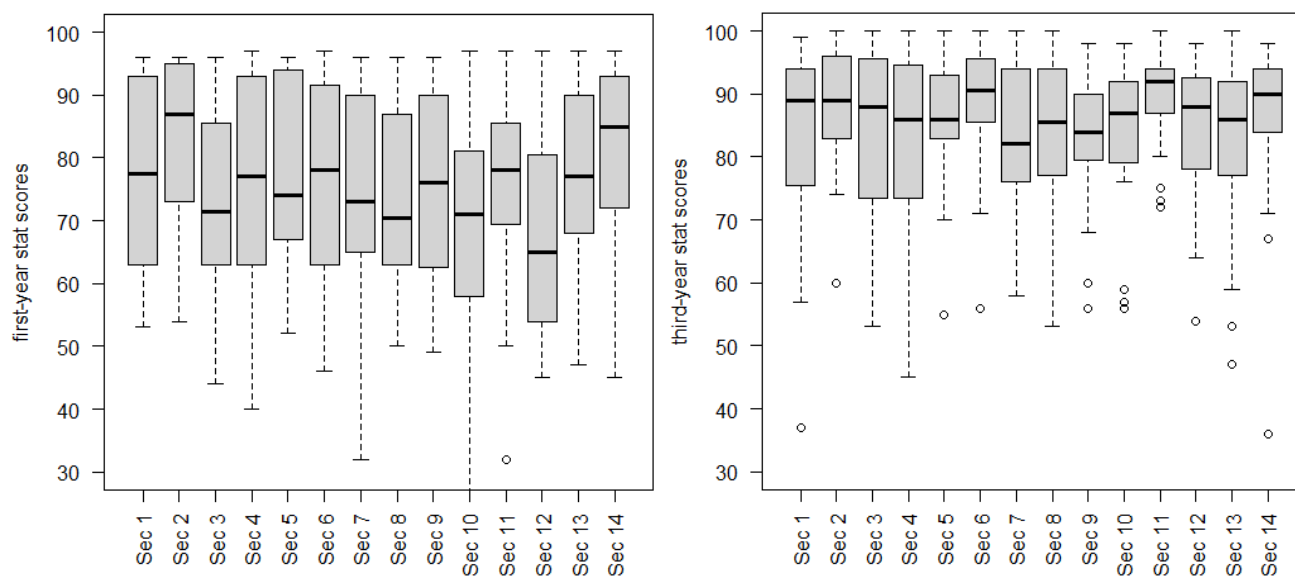 first-year stat scores
100
90
80
70
60
50
40
30
Sec 1
Sec 2
Sec 3
Sec 4
Sec 5
Sec 6
Sec 7
Sec 8
Sec 9
Sec 10
Sec 11
Sec 12
Sec 13
Sec 14
third-year stat scores
100
90
80
70
60
50
40
30
Sec 1
Sec 2
Sec 3
Sec 4
Sec 5
Sec 6
Sec 7
Sec 8
Sec 9
Sec 10
Sec 11
Sec 12
Sec 13
Sec 14